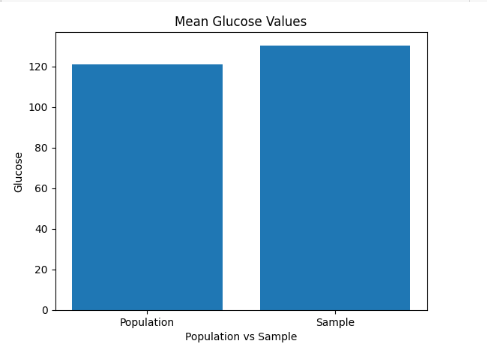 Mean Glucose Values
120
100
80
60
40
20
0
Glucose
Population
Sample
Population vs Sample